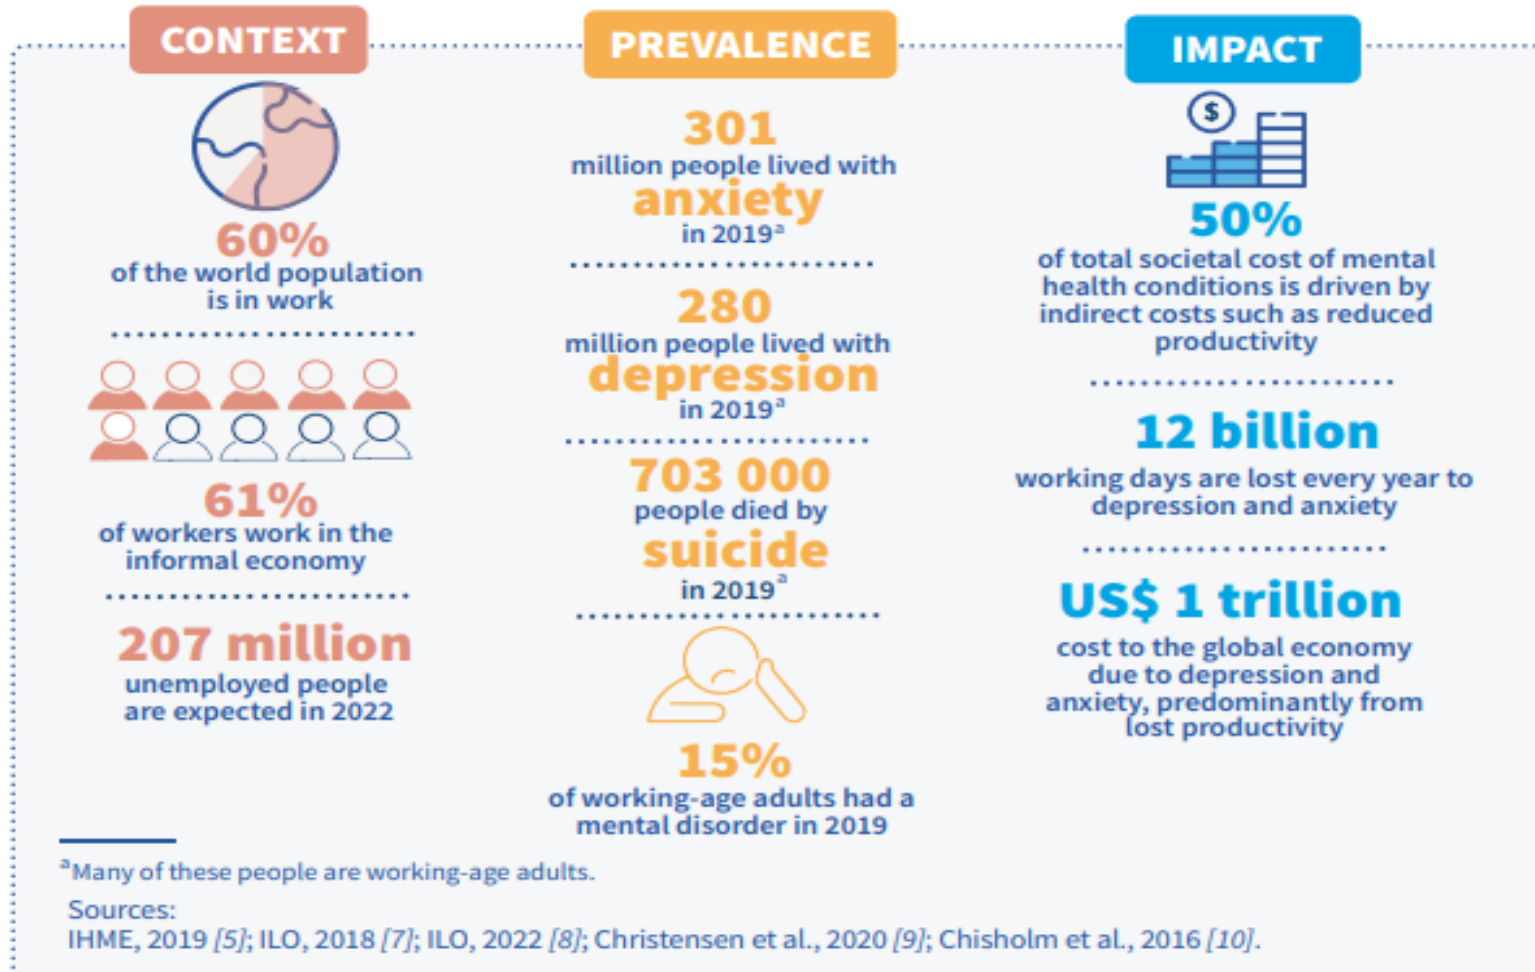 CONTEXT
60%
of the world population
is in work
61%
of workers work in the
informal economy
207 million
unemployed people
are expected in 2022
PREVALENCE
301
million people lived with
anxiety
in 2019ª
280
million people lived with
depression
in 2019ª
703 000
people died by
suicide
in 2019ª
15%
of working-age adults had a
mental disorder in 2019
IMPACT
$
50%
of total societal cost of mental
health conditions is driven by
indirect costs such as reduced
productivity
12 billion
working days are lost every year to
depression and anxiety
US$ 1 trillion
cost to the global economy
due to depression and
anxiety, predominantly from
lost productivity
ªMany of these people are working-age adults.
Sources:
IHME, 2019 [5]; ILO, 2018 [7]; ILO, 2022 [8]; Christensen et al., 2020 [9]; Chisholm et al., 2016 [10].